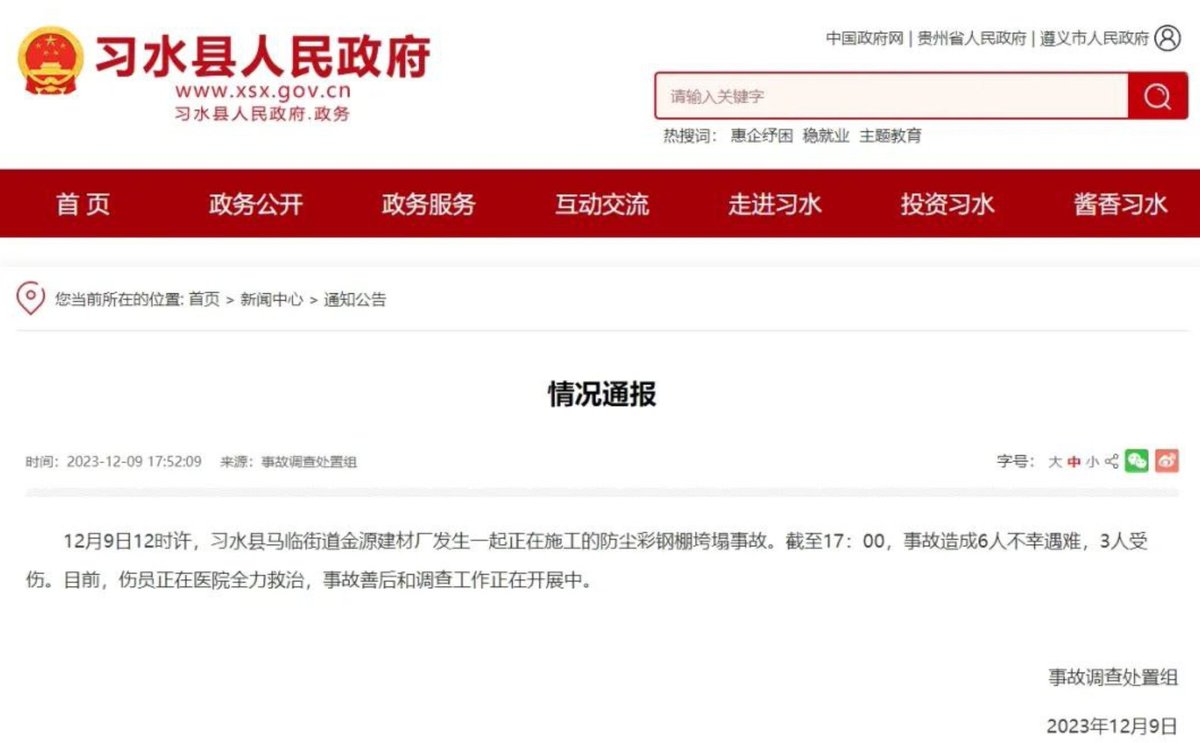 习水县人民政府
www.xsx.gov.cn
习水县人民政府.政务
中国政府网 | 贵州省人民政府 | 遵义市人民政府
请输入关键字
热搜词： 惠企纾困 稳就业 主题教育
首 页 政务公开 政务服务 互动交流 走进习水 投资习水 酱香习水
您当前所在的位置: 首页 > 新闻中心 > 通知公告
情况通报
时间：2023-12-09 17:52:09 来源：事故调查处置组 字号： 大 中 小
12月9日12时许，习水县马临街道金源建材厂发生一起正在施工的防尘彩钢棚垮塌事故。截至17：00，事故造成6人不幸遇难，3人受
伤。目前，伤员正在医院全力救治，事故善后和调查工作正在开展中。
事故调查处置组
2023年12月9日